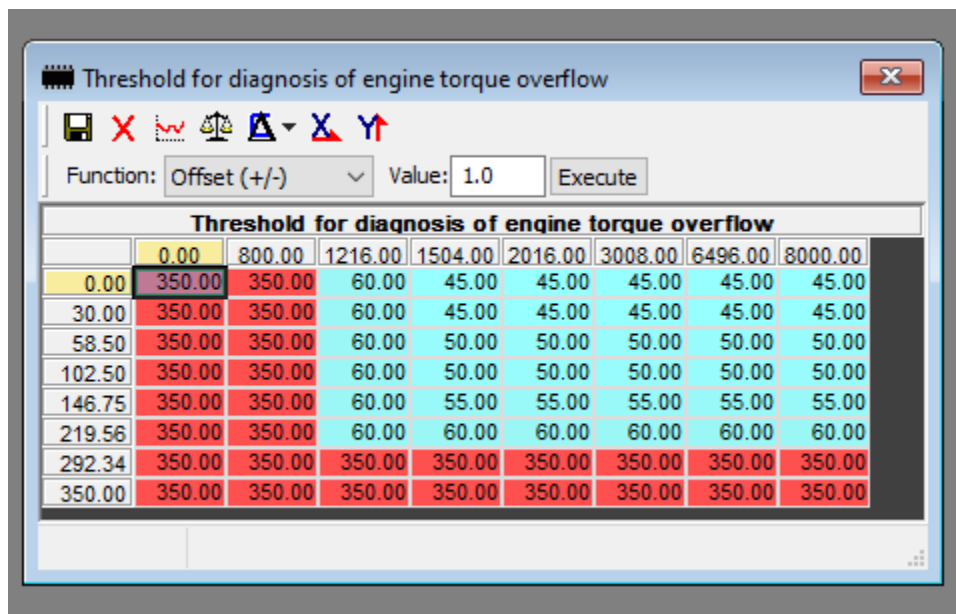 Threshold for diagnosis of engine torque overflow
Function: Offset (+/-) Value: 1.0 Execute
Threshold for diagnosis of engine torque overflow
0.00 800.00 1216.00 1504.00 2016.00 3008.00 6496.00 8000.00
0.00 350.00 350.00 60.00 45.00 45.00 45.00 45.00 45.00
30.00 350.00 350.00 60.00 45.00 45.00 45.00 45.00 45.00
58.50 350.00 350.00 60.00 50.00 50.00 50.00 50.00 50.00
102.50 350.00 350.00 60.00 50.00 50.00 50.00 50.00 50.00
146.75 350.00 350.00 60.00 55.00 55.00 55.00 55.00 55.00
219.56 350.00 350.00 60.00 60.00 60.00 60.00 60.00 60.00
292.34 350.00 350.00 350.00 350.00 350.00 350.00 350.00 350.00
350.00 350.00 350.00 350.00 350.00 350.00 350.00 350.00 350.00